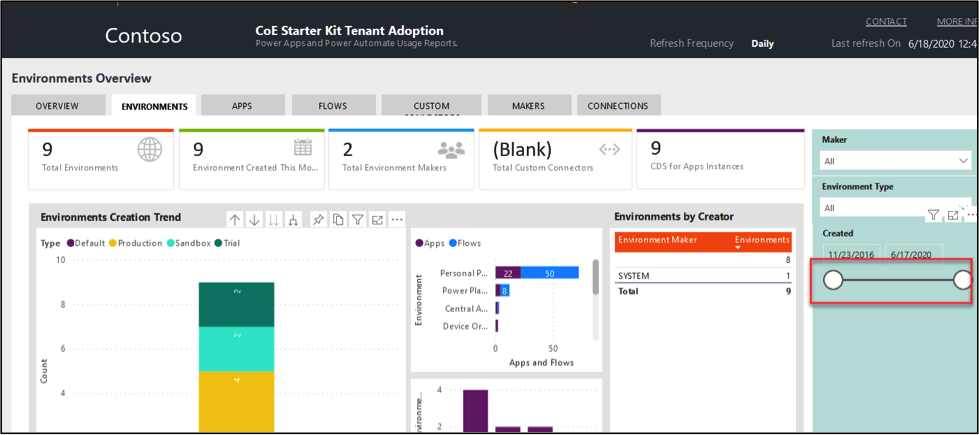 Contoso
CoE Starter Kit Tenant Adoption
Power Apps and Power Automate Usage Reports.
Refresh Frequency Daily
CONTACT
MORE INF
Last refresh On 6/18/2020 12:4
Environments Overview
OVERVIEW
ENVIRONMENTS
APPS
FLOWS
CUSTOM
MAKERS
CONNECTIONS
9
Total Environments
9
Environment Created This Mo...
2
Total Environment Makers
(Blank)
Total Custom Connectors
9
CDS for Apps Instances
Maker
All
Environment Type
All
Created
11/23/2016 6/17/2020
Environments Creation Trend
Type Default Production Sandbox Trial
10
8
6
4
Count
2
2
4
Apps Flows
Environment
Personal P...
22 50
Power Pla...
8
Central A...
Device Or...
0 50
Apps and Flows
4
2
Environments by Creator
Environment Maker Environments
8
SYSTEM 1
Total 9